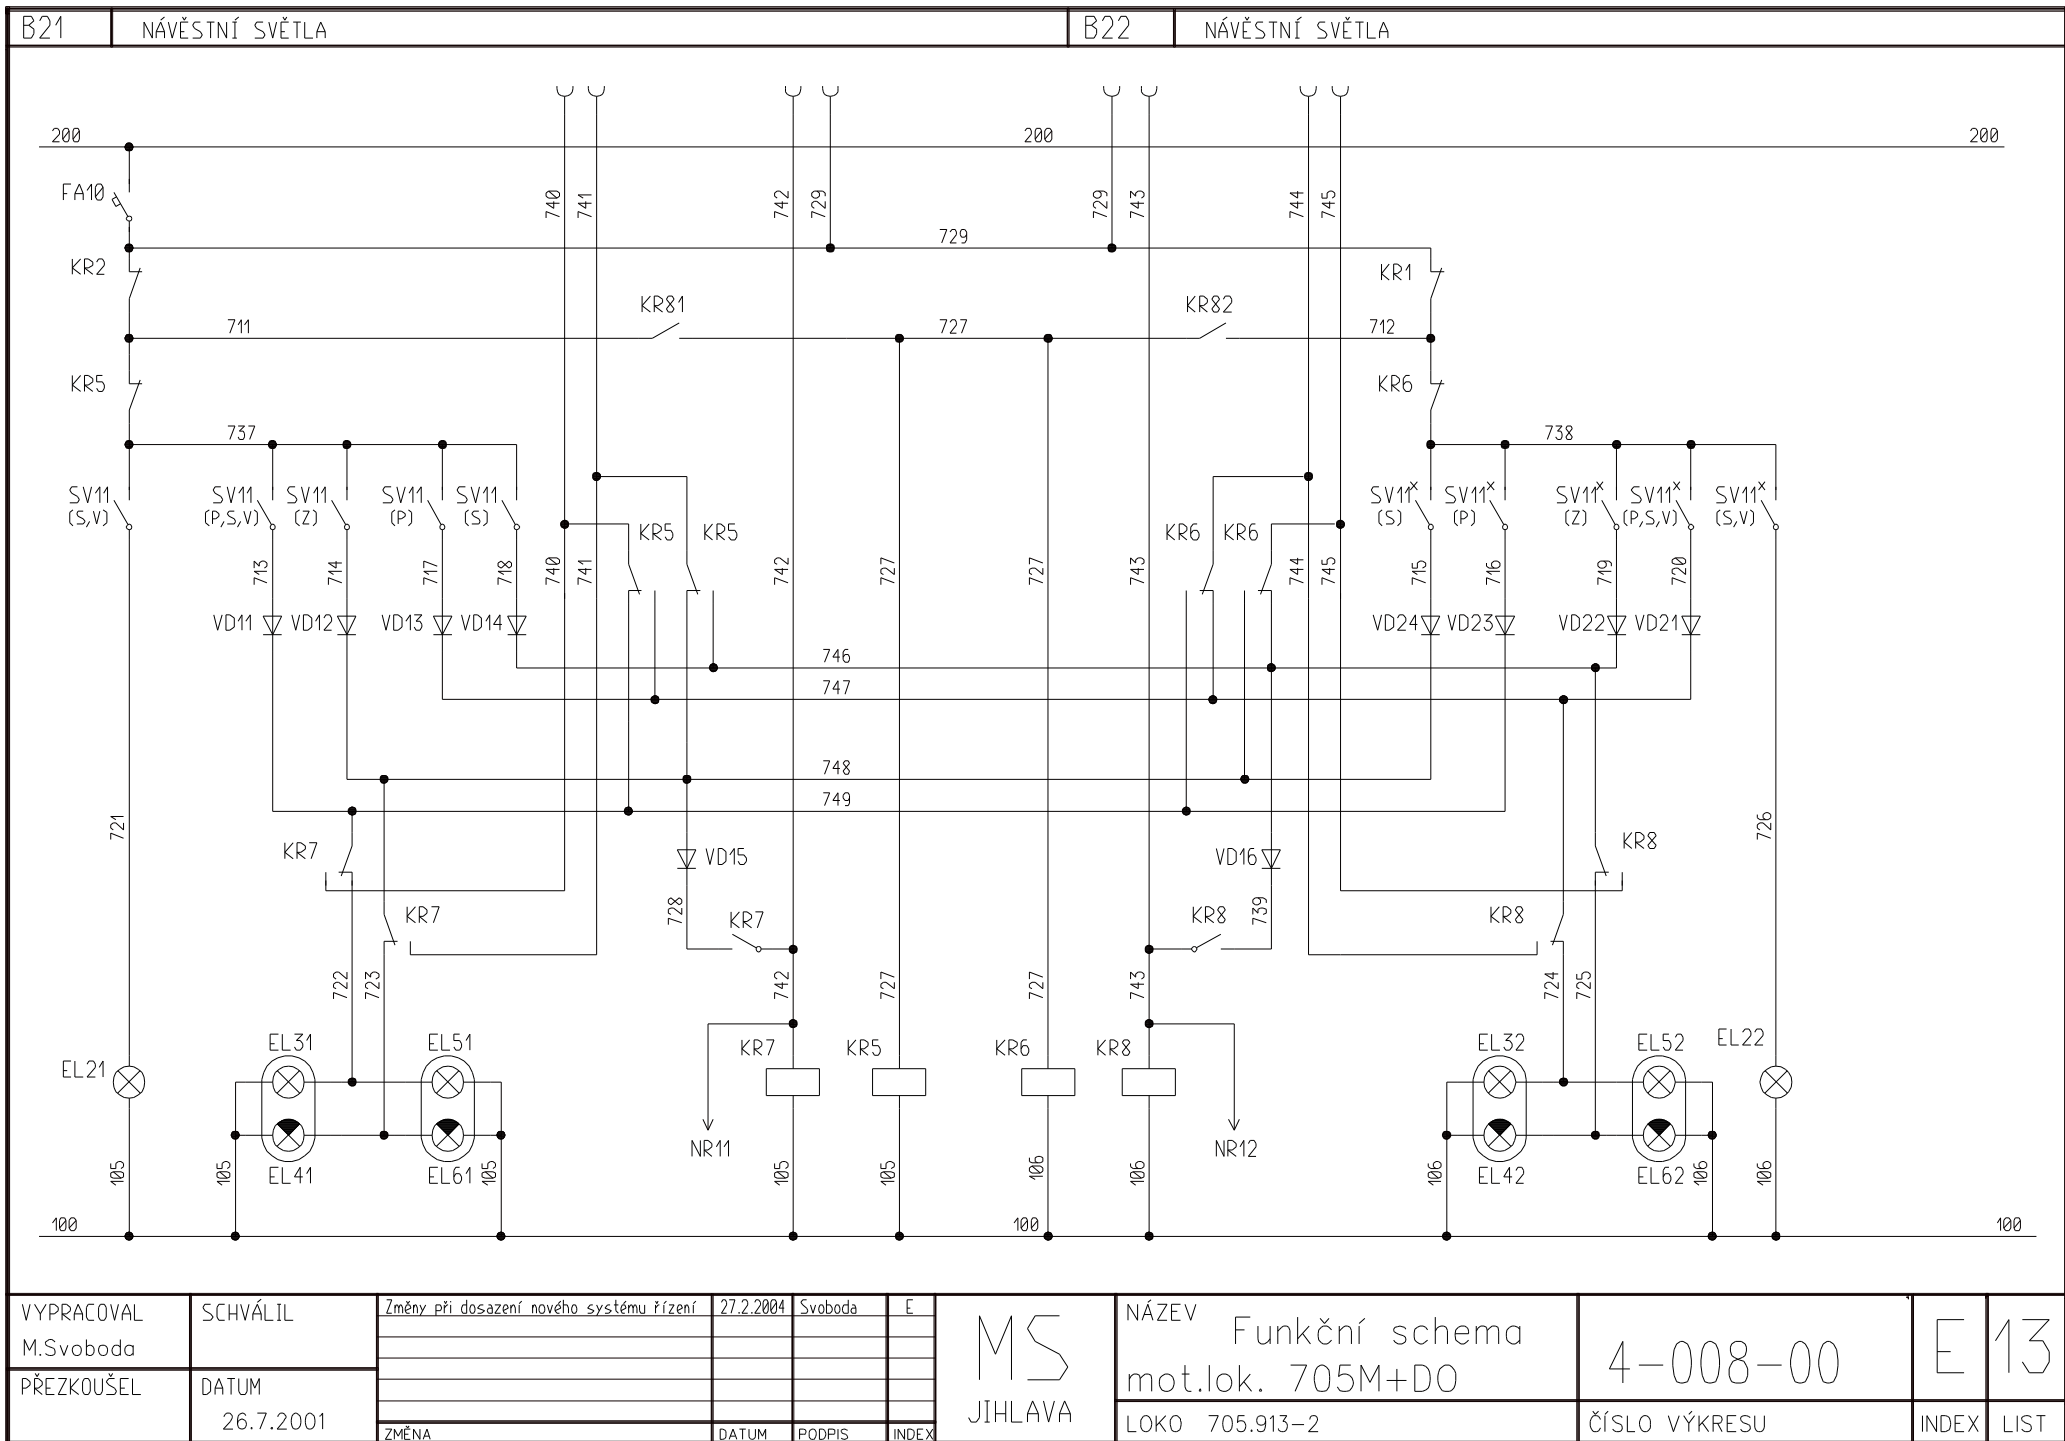 B21 NÁVĚSTNÍ SVĚTLA B22 NÁVĚSTNÍ SVĚTLA
200 200 200
FA10 740 741 742 729 729 743 744 745
729
KR2 KR1
KR81 KR82
711 727 712
KR5 KR6
737 738
SV11 SV11 SV11 SV11 SV11 SV11x SV11x SV11x SV11x SV11x
(S,V) (P,S,V) (Z) (P) (S) (S) (P) (Z) (P,S,V) (S,V)
KR5 KR5 KR6 KR6
713 714 717 718 740 741 742 727 727 743 744 745 715 716 719 720
VD11 VD12 VD13 VD14 VD24 VD23 VD22 VD21
746
747
748
749
721 726
KR7 VD15 VD16 KR8
KR7 728 KR7 KR8 739 KR8
722 723 742 727 727 743 724 725
EL31 EL51 KR7 KR5 KR6 KR8 EL32 EL52 EL22
EL21
NR11 NR12
EL41 EL61 EL42 EL62
105 105 105 105 105 106 106 106 106 106
100 100 100
VYPRACOVAL
M.Svoboda
SCHVÁLIL
PŘEZKOUŠEL
DATUM
26.7.2001
Změny při dosazení nového systému řízení 27.2.2004 Svoboda E
ZMĚNA DATUM PODPIS INDEX
MS
JIHLAVA
NÁZEV
Funkční schema
mot.lok. 705M+DO
LOKO 705.913-2
4-008-00
ČÍSLO VÝKRESU
E
INDEX
13
LIST